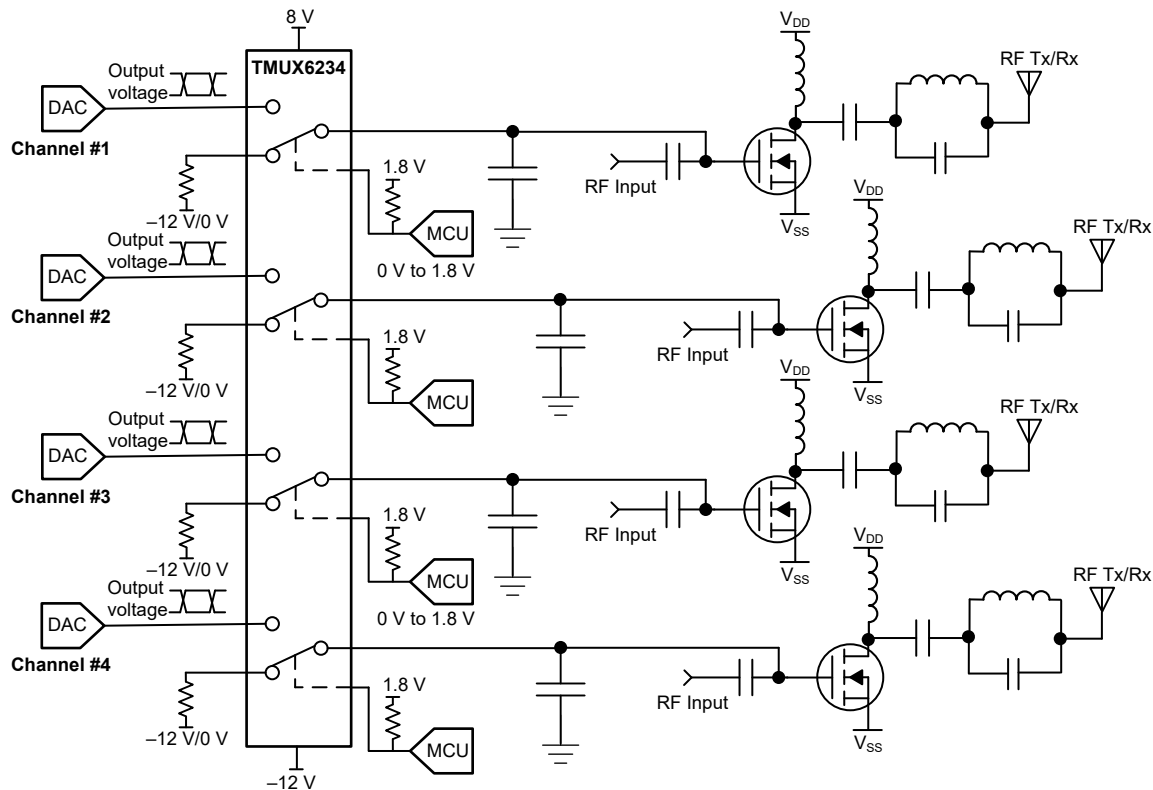 8 V
TMUX6234
Output
voltage
DAC
Channel #1
–12 V/0 V
1.8 V
MCU
0 V to 1.8 V
RF Input
VDD
VSS
RF Tx/Rx
Output
voltage
DAC
Channel #2
–12 V/0 V
1.8 V
MCU
RF Input
VDD
VSS
RF Tx/Rx
Output
voltage
DAC
Channel #3
–12 V/0 V
1.8 V
MCU
0 V to 1.8 V
RF Input
VDD
VSS
RF Tx/Rx
Output
voltage
DAC
Channel #4
–12 V/0 V
1.8 V
MCU
RF Input
VDD
VSS
RF Tx/Rx
–12 V